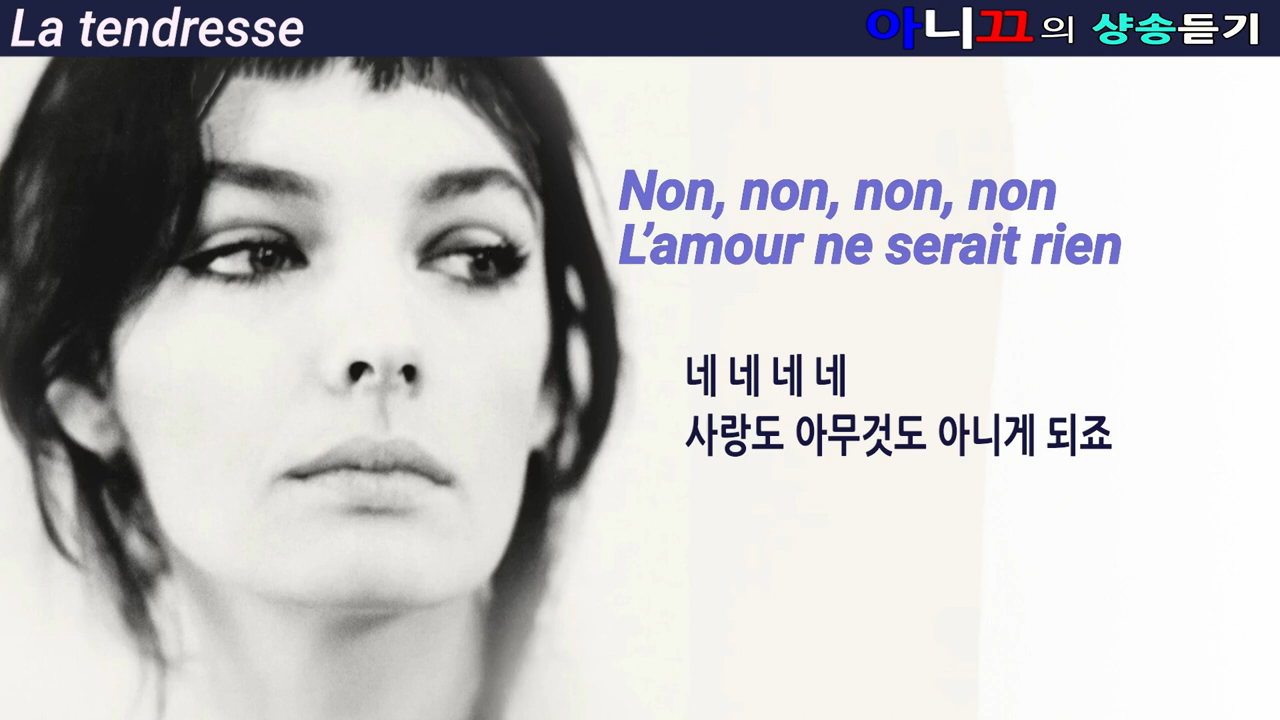 La tendresse
아니끄의 샹송듣기
Non, non, non, non
L’amour ne serait rien
네 네 네 네
사랑도 아무것도 아니게 되죠